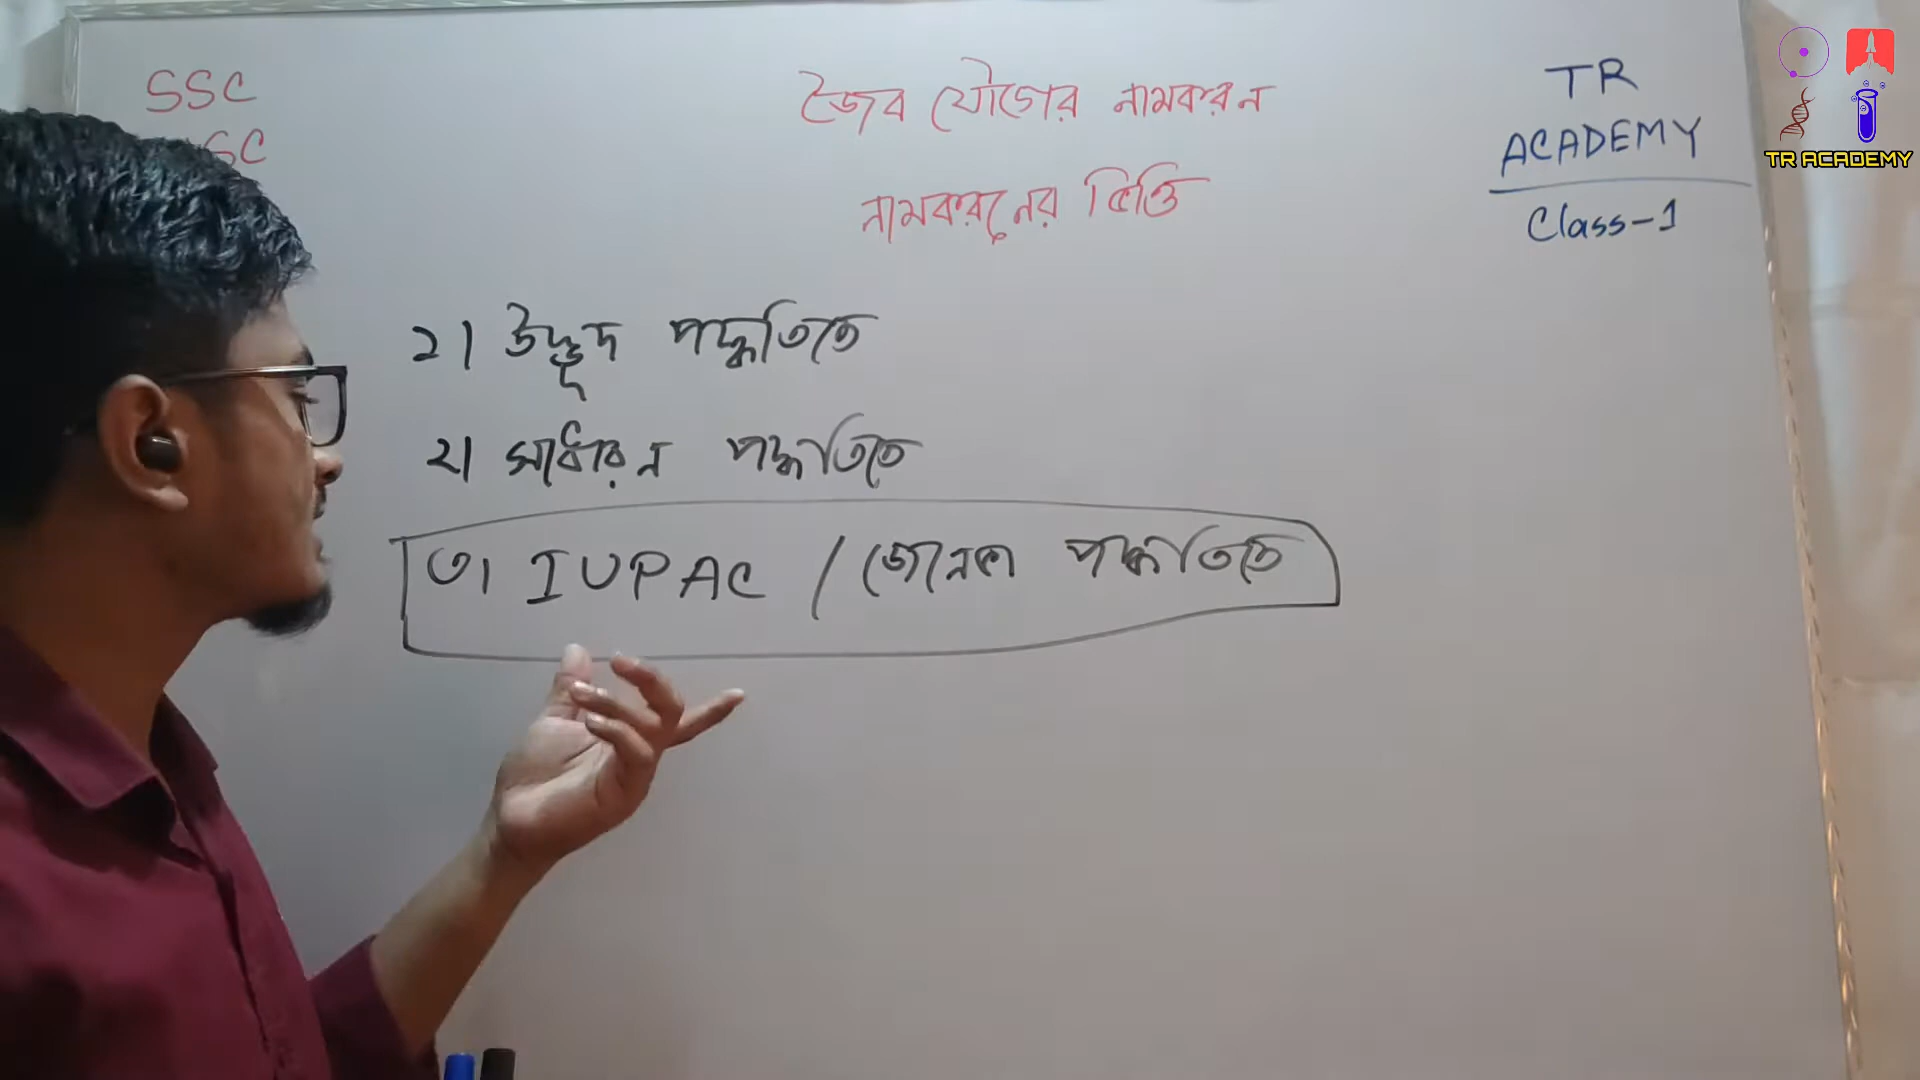 SSC
SC
জৈব যৌগের নামকরন
নামকরনের ভিত্তি
TR
ACADEMY
Class-1
TR ACADEMY
১। উদ্ভূদ পদ্ধতিতে
২। সাধারন পদ্ধতিতে
৩। IUPAC / জেনেভা পদ্ধতিতে